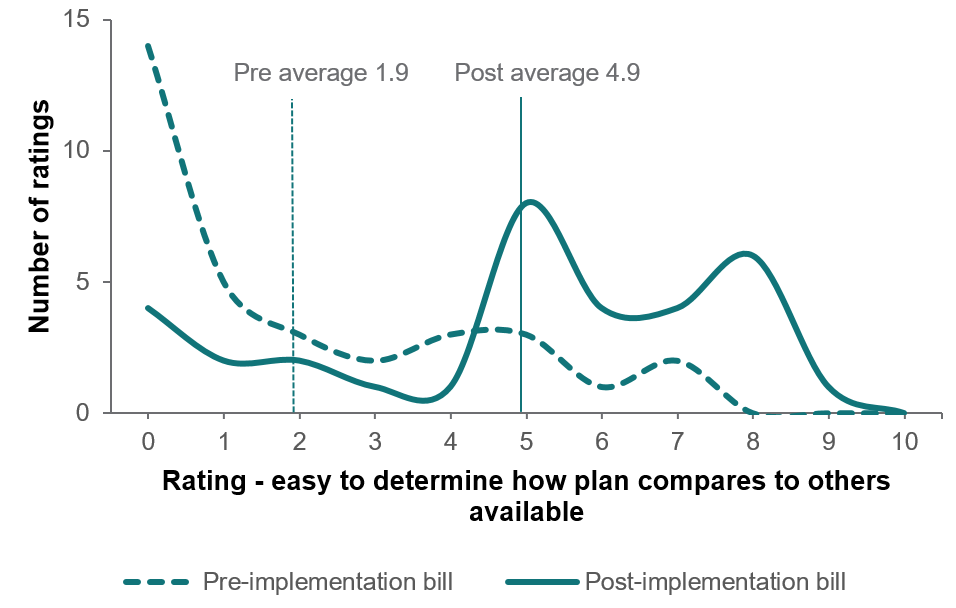 15
Pre average 1.9 Post average 4.9
10
5
0
Number of ratings
0 1 2 3 4 5 6 7 8 9 10
Rating - easy to determine how plan compares to others
available
Pre-implementation bill Post-implementation bill